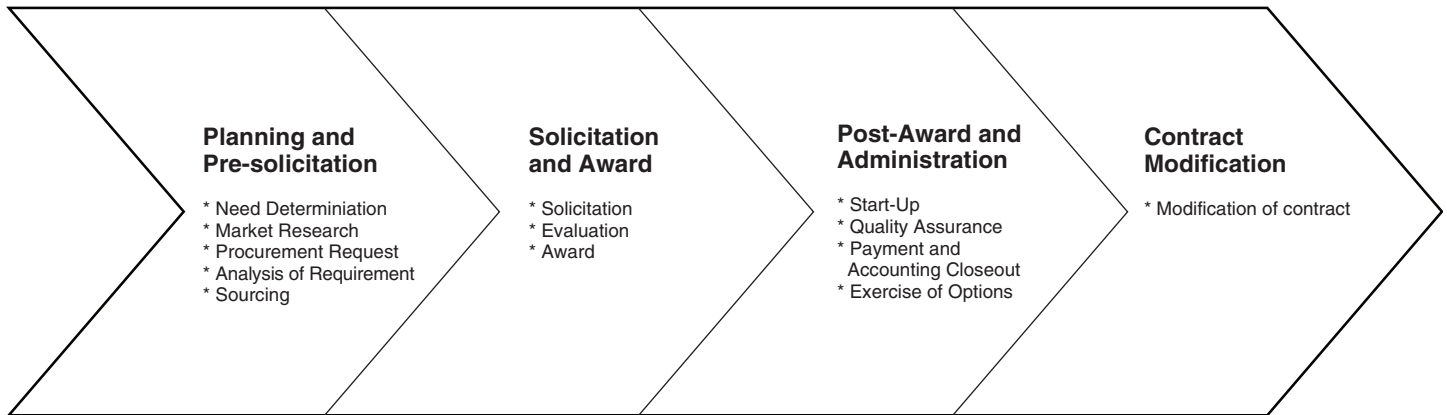 Planning and
Pre-solicitation
* Need Determiniation
* Market Research
* Procurement Request
* Analysis of Requirement
* Sourcing
Solicitation
and Award
* Solicitation
* Evaluation
* Award
Post-Award and
Administration
* Start-Up
* Quality Assurance
* Payment and
Accounting Closeout
* Exercise of Options
Contract
Modification
* Modification of contract